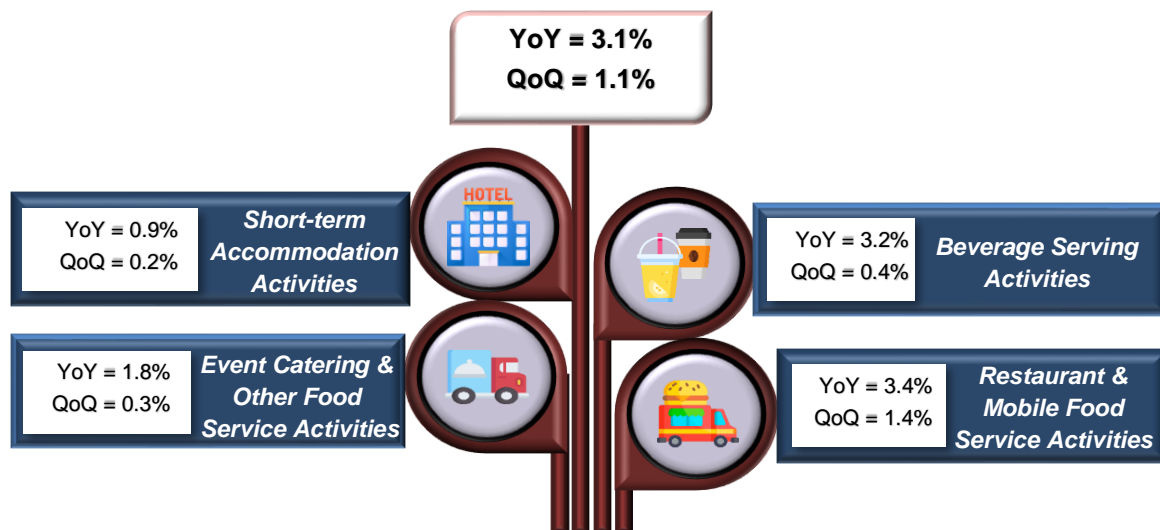 YoY = 3.1%
QoQ = 1.1%
HOTEL
YoY = 0.9%
QoQ = 0.2%
Short-term
Accommodation
Activities
YoY = 3.2%
QoQ = 0.4%
Beverage Serving
Activities
YoY = 1.8%
QoQ = 0.3%
Event Catering &
Other Food
Service Activities
YoY = 3.4%
QoQ = 1.4%
Restaurant &
Mobile Food
Service Activities